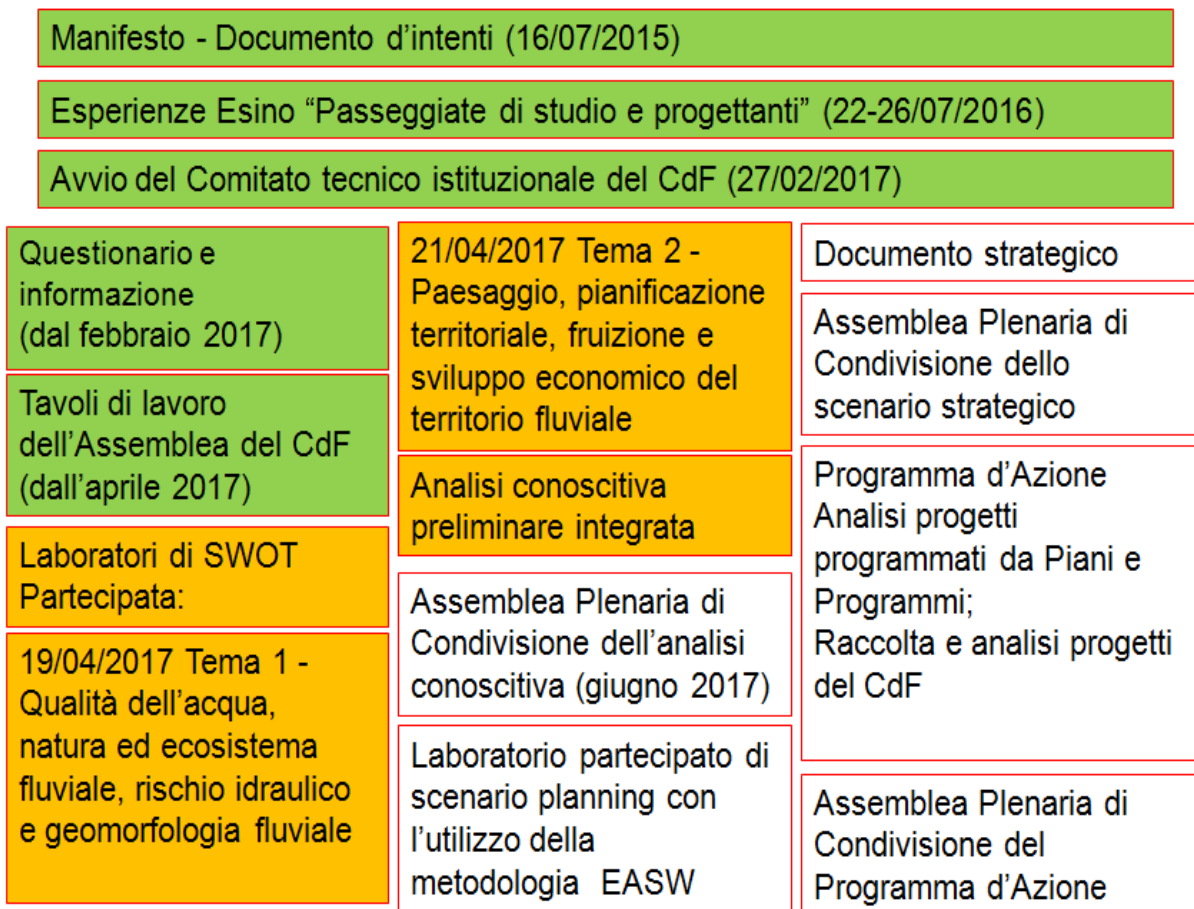 Manifesto - Documento d’intenti (16/07/2015)
Esperienze Esino “Passeggiate di studio e progettanti” (22-26/07/2016)
Avvio del Comitato tecnico istituzionale del CdF (27/02/2017)
Questionario e
informazione
(dal febbraio 2017)
Tavoli di lavoro
dell’Assemblea del CdF
(dall’aprile 2017)
Laboratori di SWOT
Partecipata:
19/04/2017 Tema 1 -
Qualità dell’acqua,
natura ed ecosistema
fluviale, rischio idraulico
e geomorfologia fluviale
21/04/2017 Tema 2 -
Paesaggio, pianificazione
territoriale, fruizione e
sviluppo economico del
territorio fluviale
Analisi conoscitiva
preliminare integrata
Assemblea Plenaria di
Condivisione dell’analisi
conoscitiva (giugno 2017)
Laboratorio partecipato di
scenario planning con
l’utilizzo della
metodologia EASW
Documento strategico
Assemblea Plenaria di
Condivisione dello
scenario strategico
Programma d’Azione
Analisi progetti
programmati da Piani e
Programmi;
Raccolta e analisi progetti
del CdF
Assemblea Plenaria di
Condivisione del
Programma d’Azione